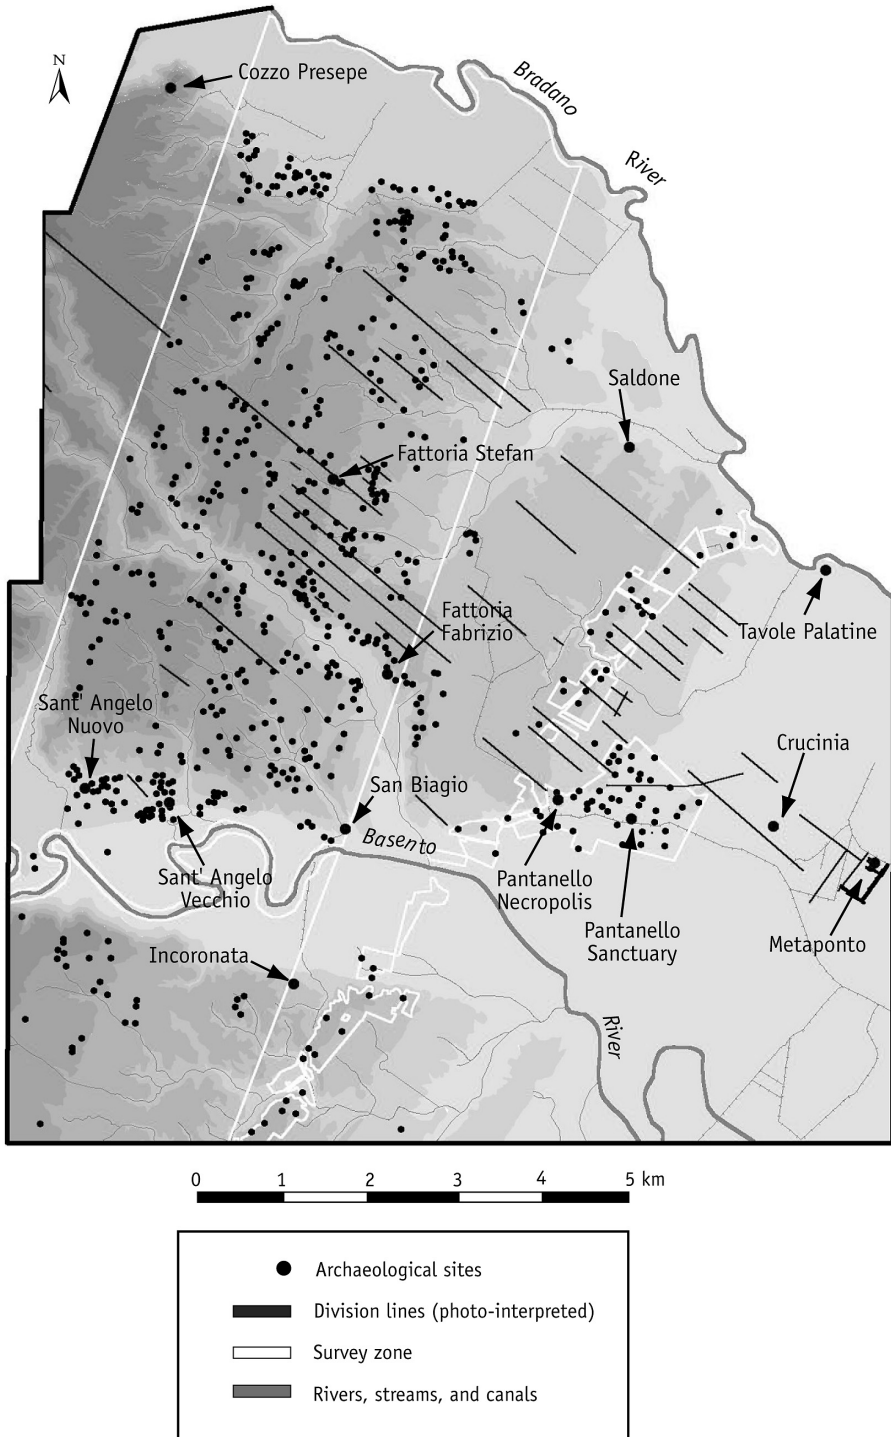 N
Cozzo Presepe
Bradano
River
Saldone
Fattoria Stefan
Fattoria
Fabrizio
Tavole Palatine
Sant' Angelo
Nuovo
Crucinia
San Biagio
Basento
Sant' Angelo
Vecchio
Pantanello
Necropolis
Pantanello
Sanctuary
Metaponto
Incoronata
River
0 1 2 3 4 5 km
Archaeological sites
Division lines (photo-interpreted)
Survey zone
Rivers, streams, and canals